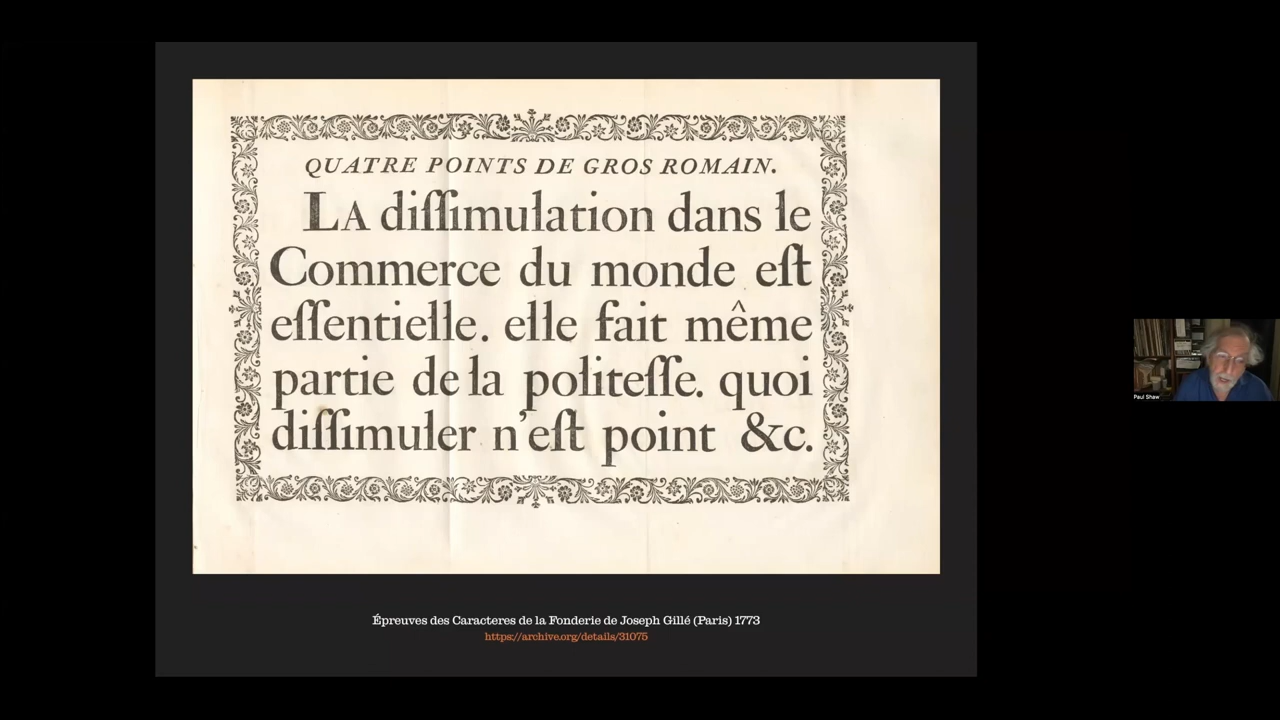 QUATRE POINTS DE GROS ROMAIN.
LA diſſimulation dans le
Commerce du monde eſt
eſſentielle. elle fait même
partie de la politeſſe. quoi
diſſimuler n'eſt point &c.
Épreuves des Caracteres de la Fonderie de Joseph Gillé (Paris) 1773
https://archive.org/details/31075
Paul Shaw